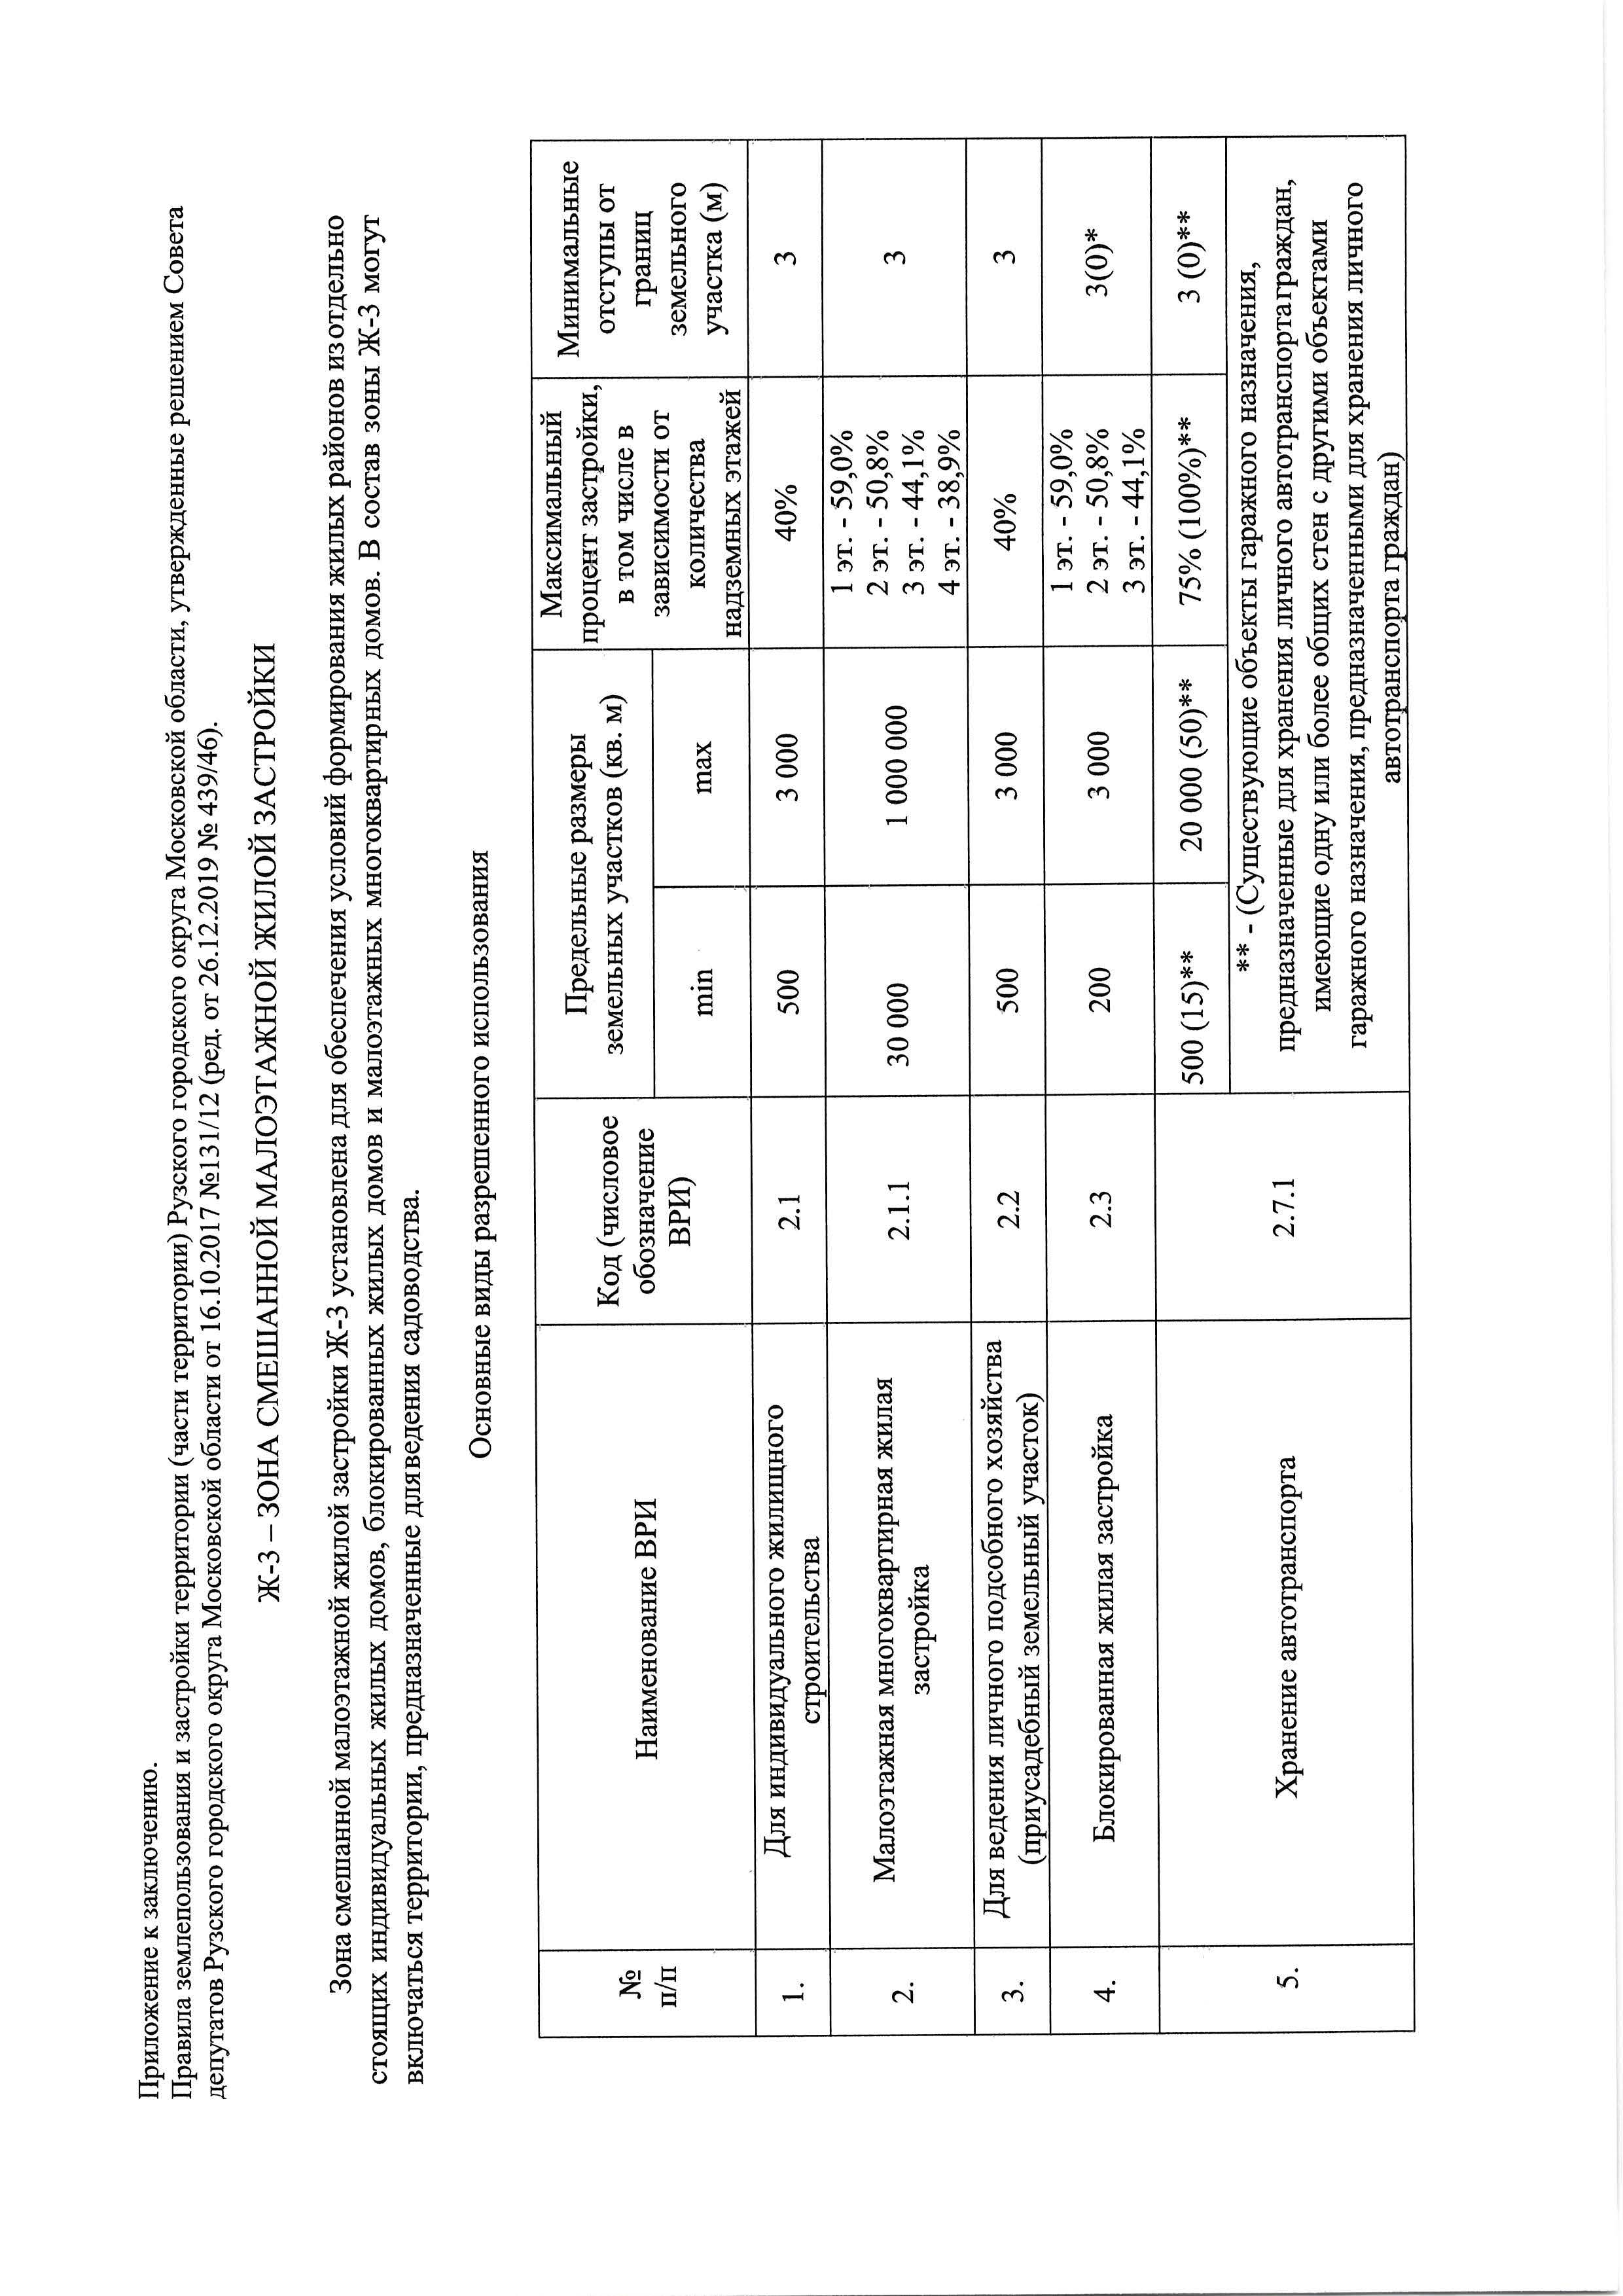 Приложение к заключению.
Правила землепользования и застройки территории (части территории) Рузского городского округа Московской области, утвержденные решением Совета
депутатов Рузского городского округа Московской области от 16.10.2017 №131/12 (ред. от 26.12.2019 № 439/46).
Ж-3 – ЗОНА СМЕШАННОЙ МАЛОЭТАЖНОЙ ЖИЛОЙ ЗАСТРОЙКИ
Зона смешанной малоэтажной жилой застройки Ж-3 установлена для обеспечения условий формирования жилых районов из отдельно
стоящих индивидуальных жилых домов, блокированных жилых домов и малоэтажных многоквартирных домов. В состав зоны Ж-3 могут
включаться территории, предназначенные для ведения садоводства.
Основные виды разрешенного использования
№
п/п
Наименование ВРИ
Код (числовое
обозначение
ВРИ)
Предельные размеры
земельных участков (кв. м)
min
max
Максимальный
процент застройки,
в том числе в
зависимости от
количества
надземных этажей
Минимальные
отступы от
границ
земельного
участка (м)
1.
Для индивидуального жилищного
строительства
2.1
500
3 000
40%
3
2.
Малоэтажная многоквартирная жилая
застройка
2.1.1
30 000
1 000 000
1 эт. - 59,0%
2 эт. - 50,8%
3 эт. - 44,1%
4 эт. - 38,9%
3
3.
Для ведения личного подсобного хозяйства
(приусадебный земельный участок)
2.2
500
3 000
40%
3
4.
Блокированная жилая застройка
2.3
200
3 000
1 эт. - 59,0%
2 эт. - 50,8%
3 эт. - 44,1%
3(0)*
5.
Хранение автотранспорта
2.7.1
500 (15)**
20 000 (50)**
75% (100%)**
3 (0)**
** - (Существующие объекты гаражного назначения,
предназначенные для хранения личного автотранспорта граждан,
имеющие одну или более общих стен с другими объектами
гаражного назначения, предназначенными для хранения личного
автотранспорта граждан)